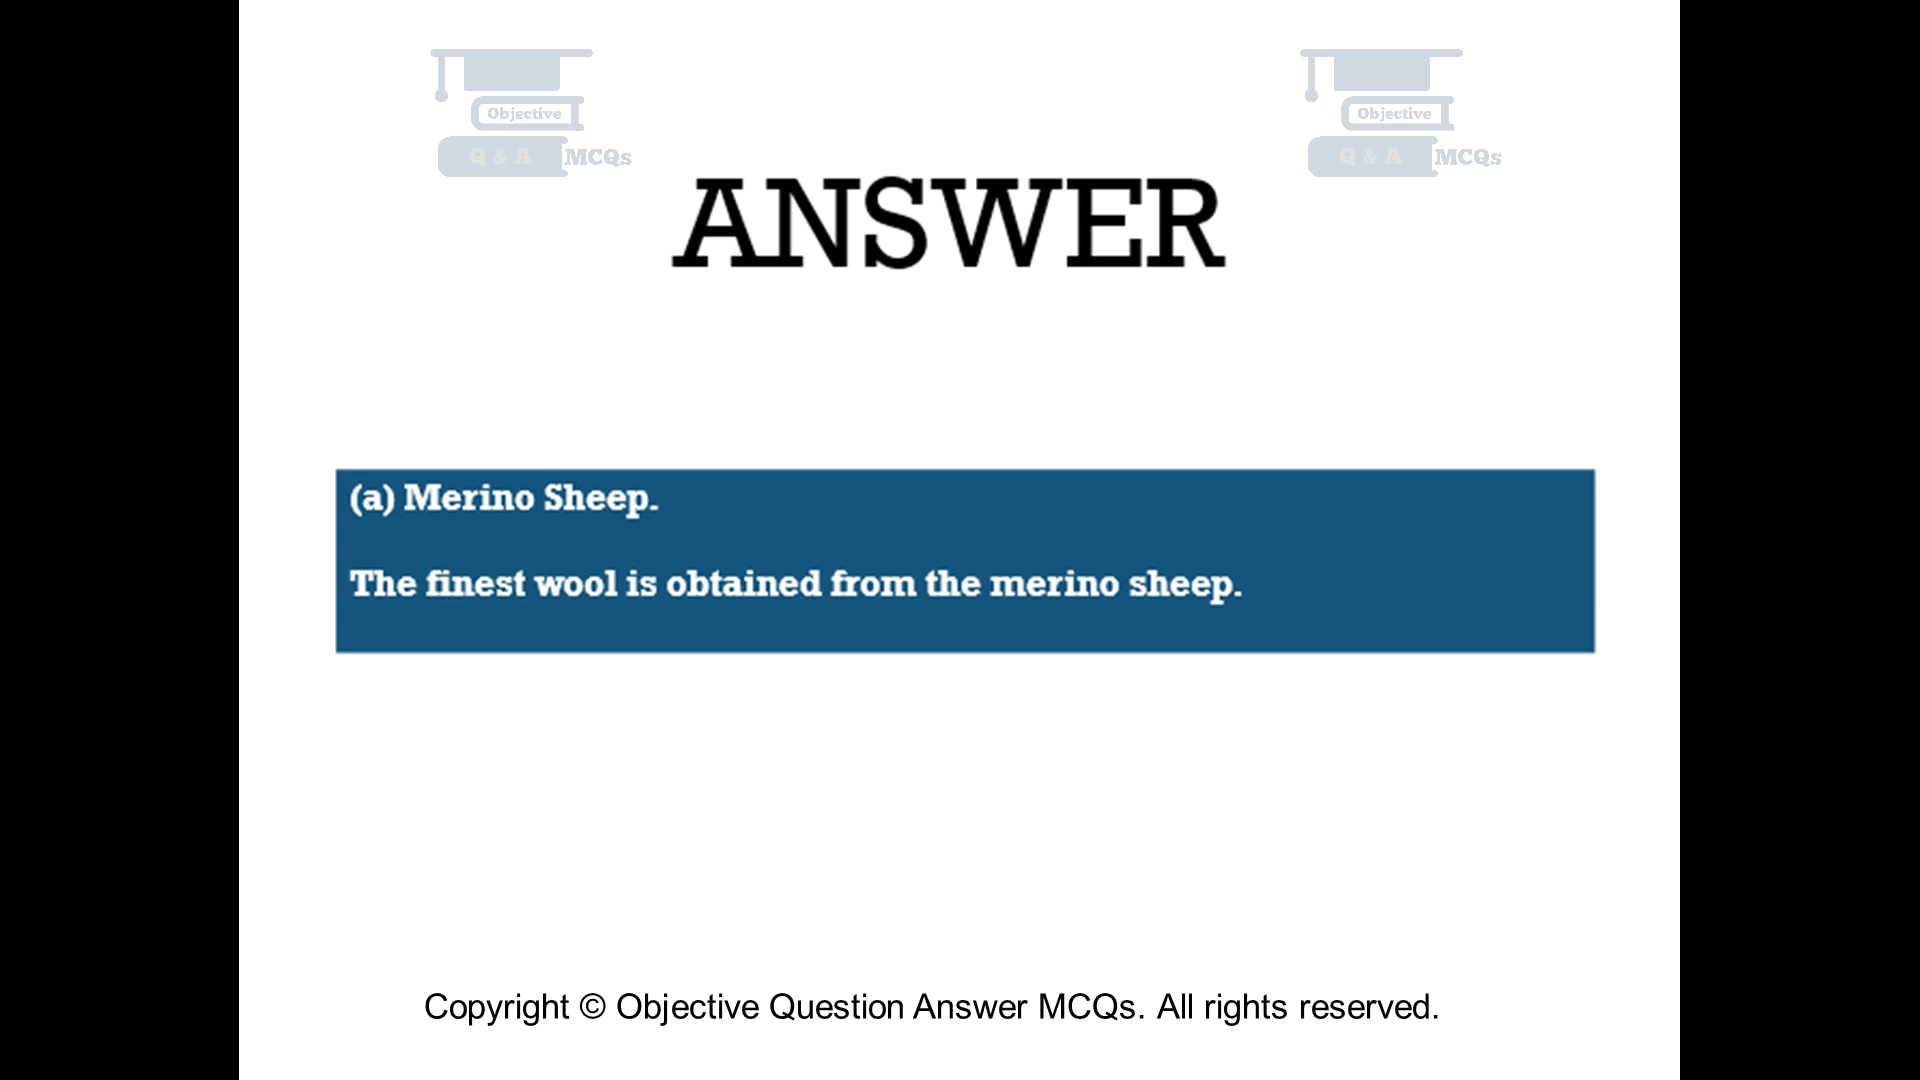 Objective
Q & A MCQs
Objective
Q & A MCQs
ANSWER
(a) Merino Sheep.
The finest wool is obtained from the merino sheep.
Copyright © Objective Question Answer MCQs. All rights reserved.